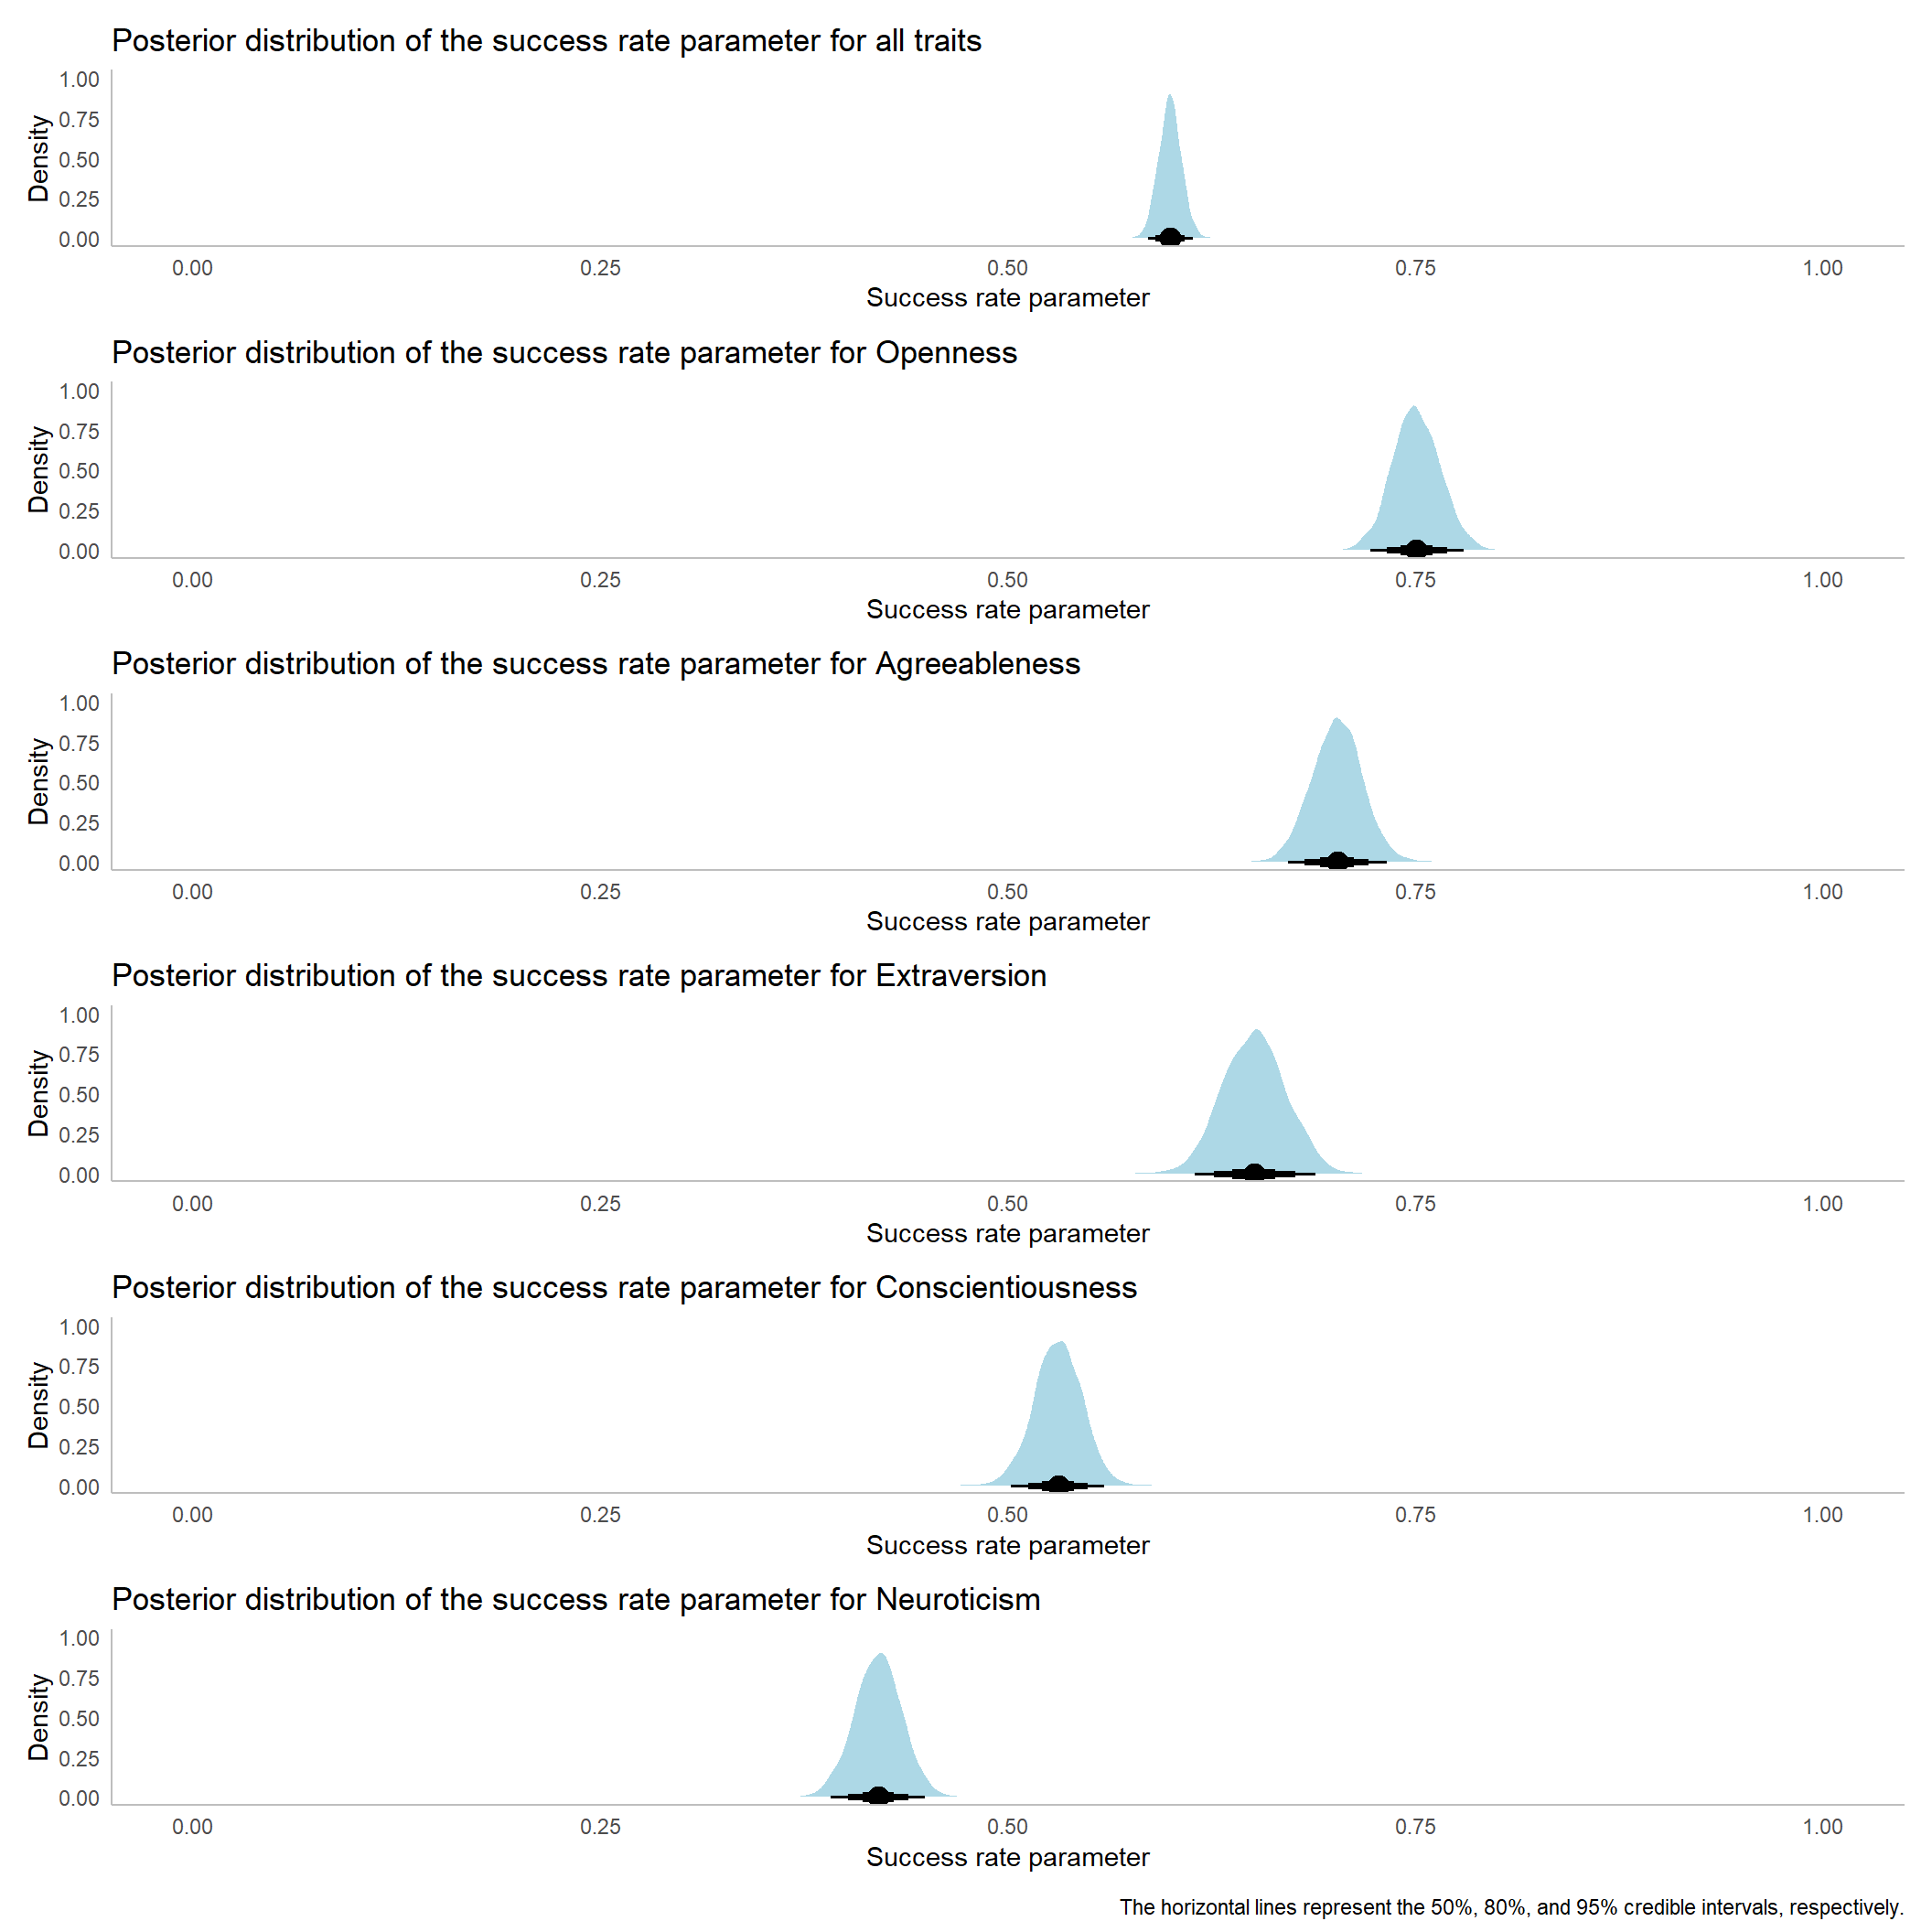 Posterior distribution of the success rate parameter for all traits
1.00
0.75
0.50
0.25
0.00
Density
0.00 0.25 0.50 0.75 1.00
Success rate parameter
Posterior distribution of the success rate parameter for Openness
1.00
0.75
0.50
0.25
0.00
Density
0.00 0.25 0.50 0.75 1.00
Success rate parameter
Posterior distribution of the success rate parameter for Agreeableness
1.00
0.75
0.50
0.25
0.00
Density
0.00 0.25 0.50 0.75 1.00
Success rate parameter
Posterior distribution of the success rate parameter for Extraversion
1.00
0.75
0.50
0.25
0.00
Density
0.00 0.25 0.50 0.75 1.00
Success rate parameter
Posterior distribution of the success rate parameter for Conscientiousness
1.00
0.75
0.50
0.25
0.00
Density
0.00 0.25 0.50 0.75 1.00
Success rate parameter
Posterior distribution of the success rate parameter for Neuroticism
1.00
0.75
0.50
0.25
0.00
Density
0.00 0.25 0.50 0.75 1.00
Success rate parameter
The horizontal lines represent the 50%, 80%, and 95% credible intervals, respectively.